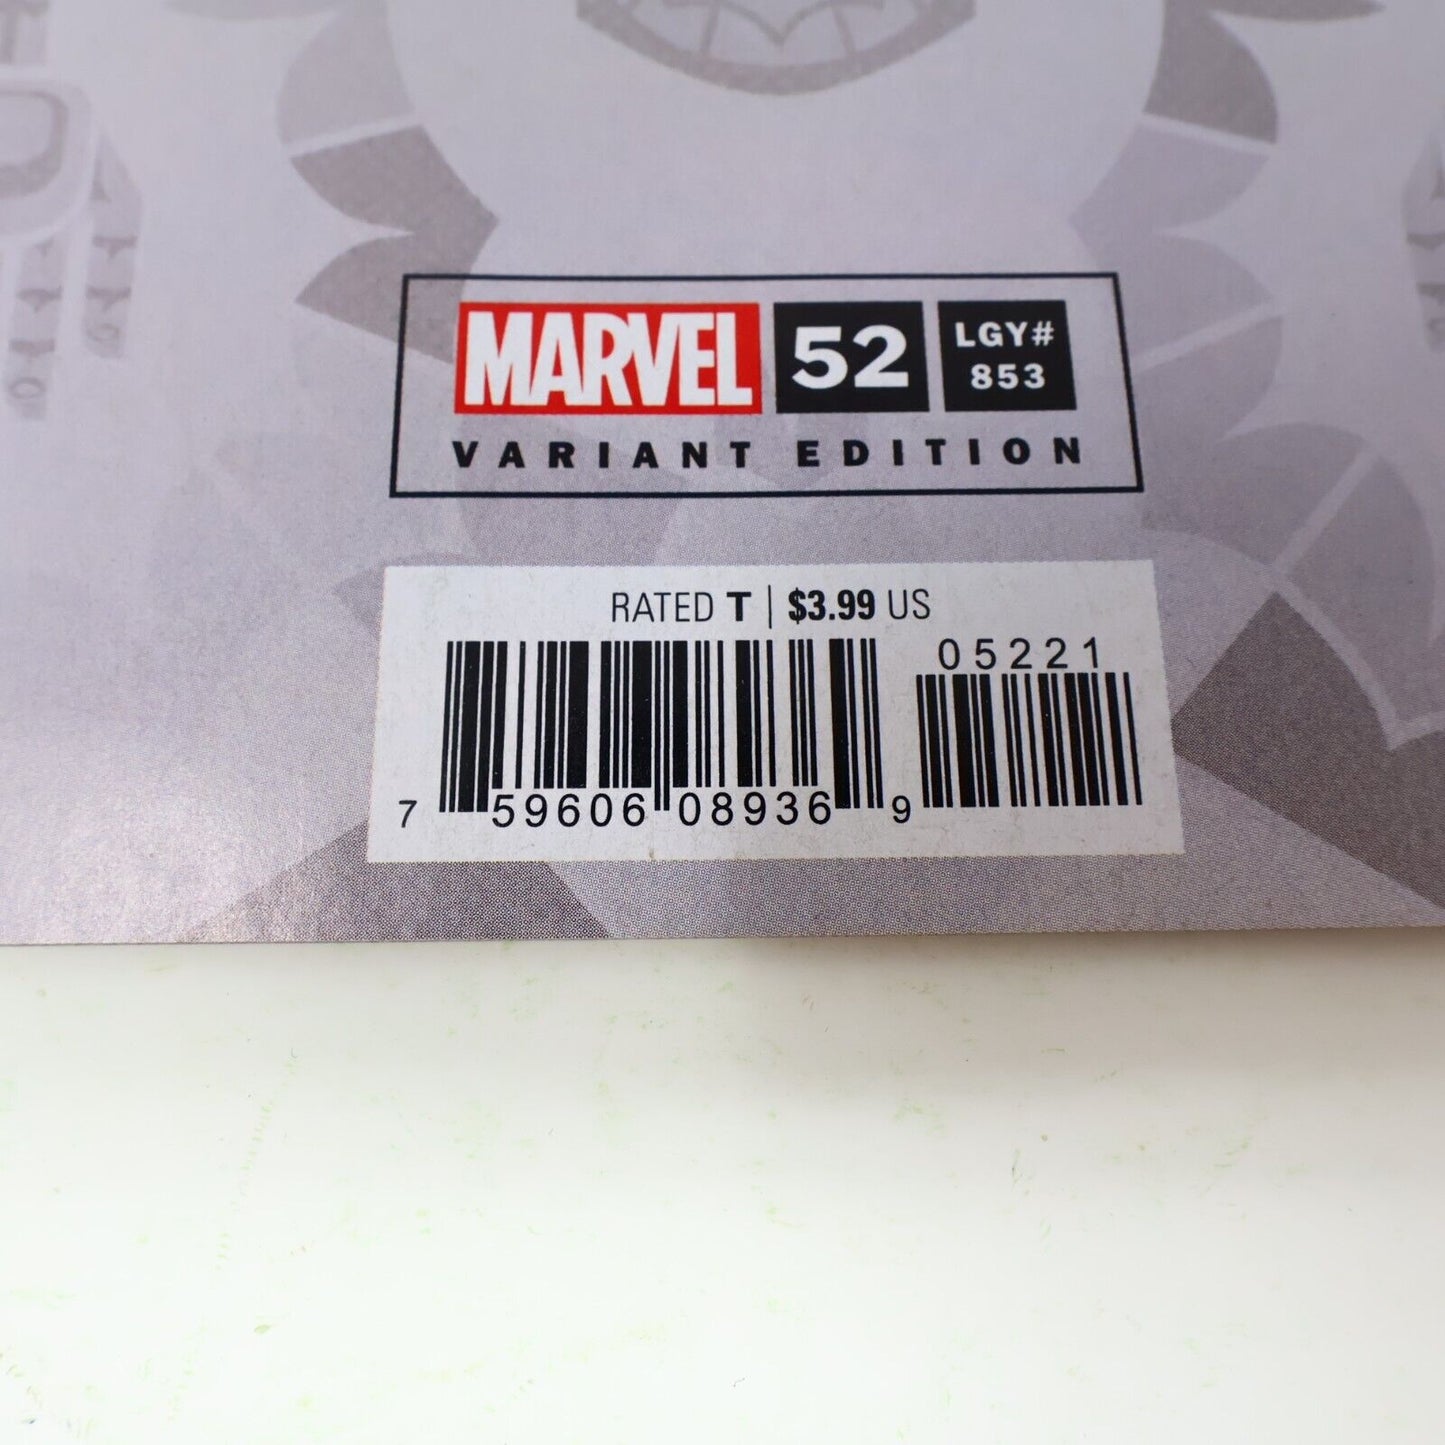 MARVEL 52 LGY# 853
VARIANT EDITION
RATED T | $3.99 US
05221
7 59606 08936 9